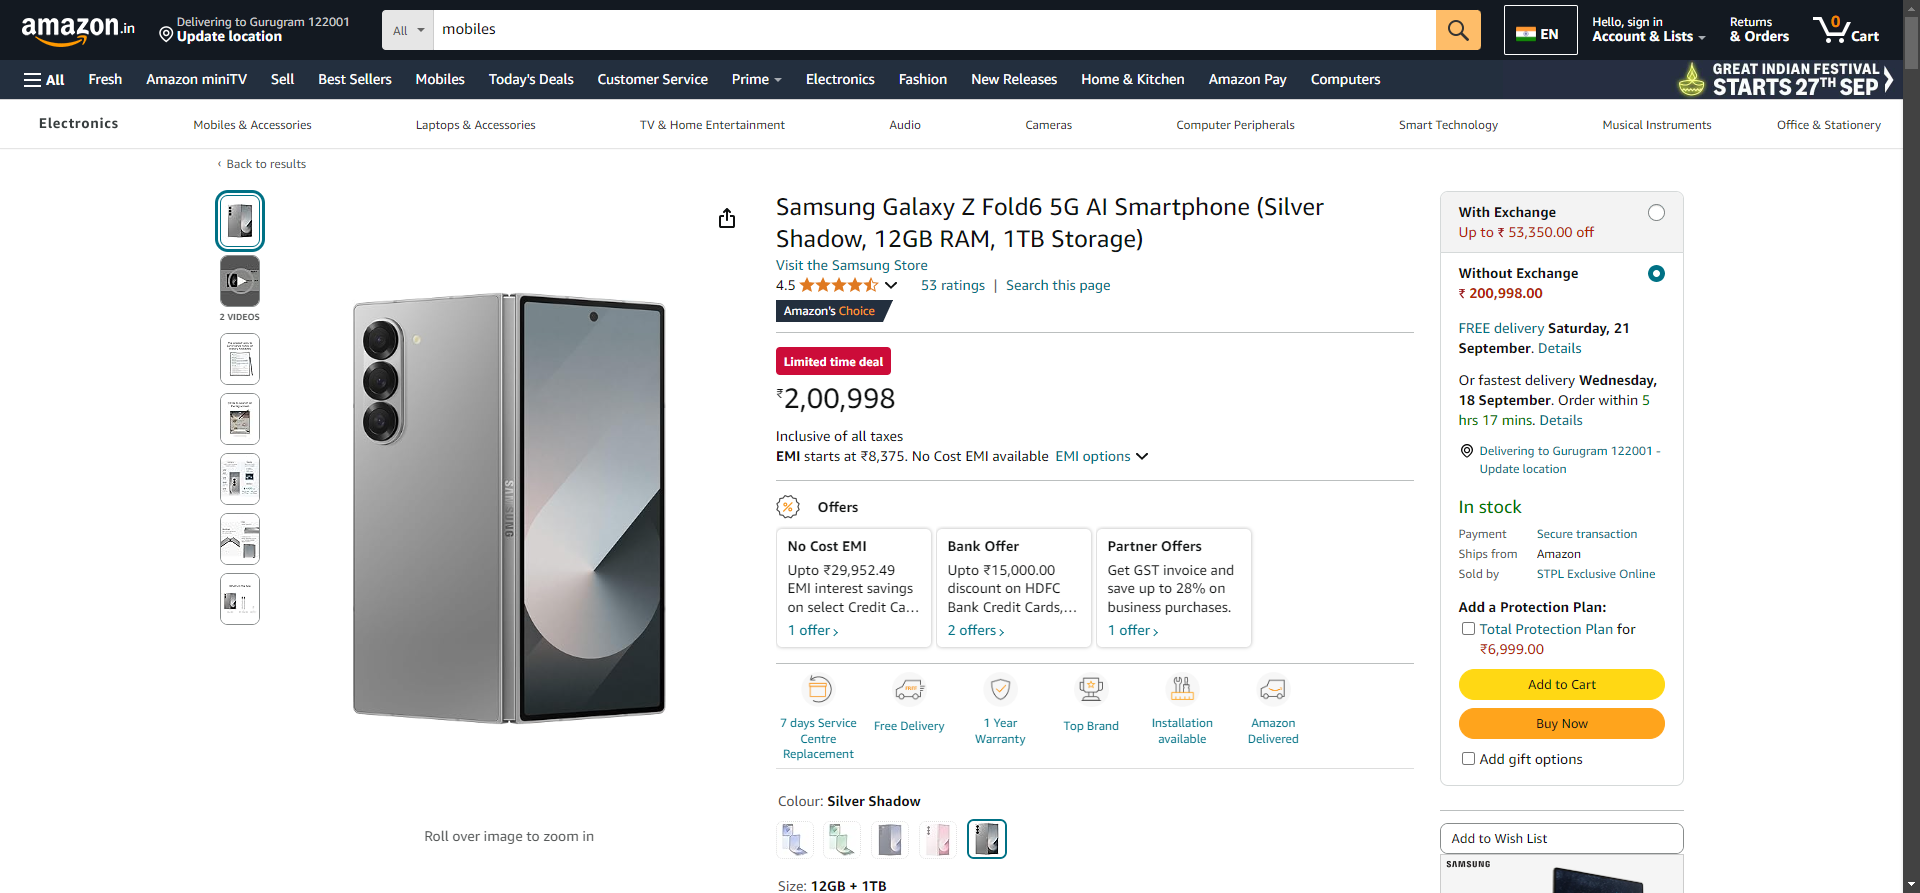 amazon.in
Delivering to Gurugram 122001
Update location
All
mobiles
EN
Hello, sign in
Account & Lists
Returns
& Orders
0
Cart
All
Fresh
Amazon miniTV
Sell
Best Sellers
Mobiles
Today's Deals
Customer Service
Prime
Electronics
Fashion
New Releases
Home & Kitchen
Amazon Pay
Computers
GREAT INDIAN FESTIVAL
STARTS 27TH SEP
Electronics
Mobiles & Accessories
Laptops & Accessories
TV & Home Entertainment
Audio
Cameras
Computer Peripherals
Smart Technology
Musical Instruments
Office & Stationery
‹ Back to results
2 VIDEOS
SAMSUNG
Roll over image to zoom in
Samsung Galaxy Z Fold6 5G AI Smartphone (Silver
Shadow, 12GB RAM, 1TB Storage)
Visit the Samsung Store
4.5
53 ratings | Search this page
Amazon's Choice
Limited time deal
₹2,00,998
Inclusive of all taxes
EMI starts at ₹8,375. No Cost EMI available EMI options
Offers
No Cost EMI
Upto ₹29,952.49
EMI interest savings
on select Credit Ca…
1 offer ›
Bank Offer
Upto ₹15,000.00
discount on HDFC
Bank Credit Cards,…
2 offers ›
Partner Offers
Get GST invoice and
save up to 28% on
business purchases.
1 offer ›
7 days Service
Centre
Replacement
Free Delivery
1 Year
Warranty
Top Brand
Installation
available
Amazon
Delivered
Colour: Silver Shadow
Size: 12GB + 1TB
With Exchange
Up to ₹ 53,350.00 off
Without Exchange
₹ 200,998.00
FREE delivery Saturday, 21
September. Details
Or fastest delivery Wednesday,
18 September. Order within 5
hrs 17 mins. Details
Delivering to Gurugram 122001 -
Update location
In stock
Payment Secure transaction
Ships from Amazon
Sold by STPL Exclusive Online
Add a Protection Plan:
Total Protection Plan for
₹6,999.00
Add to Cart
Buy Now
Add gift options
Add to Wish List
SAMSUNG